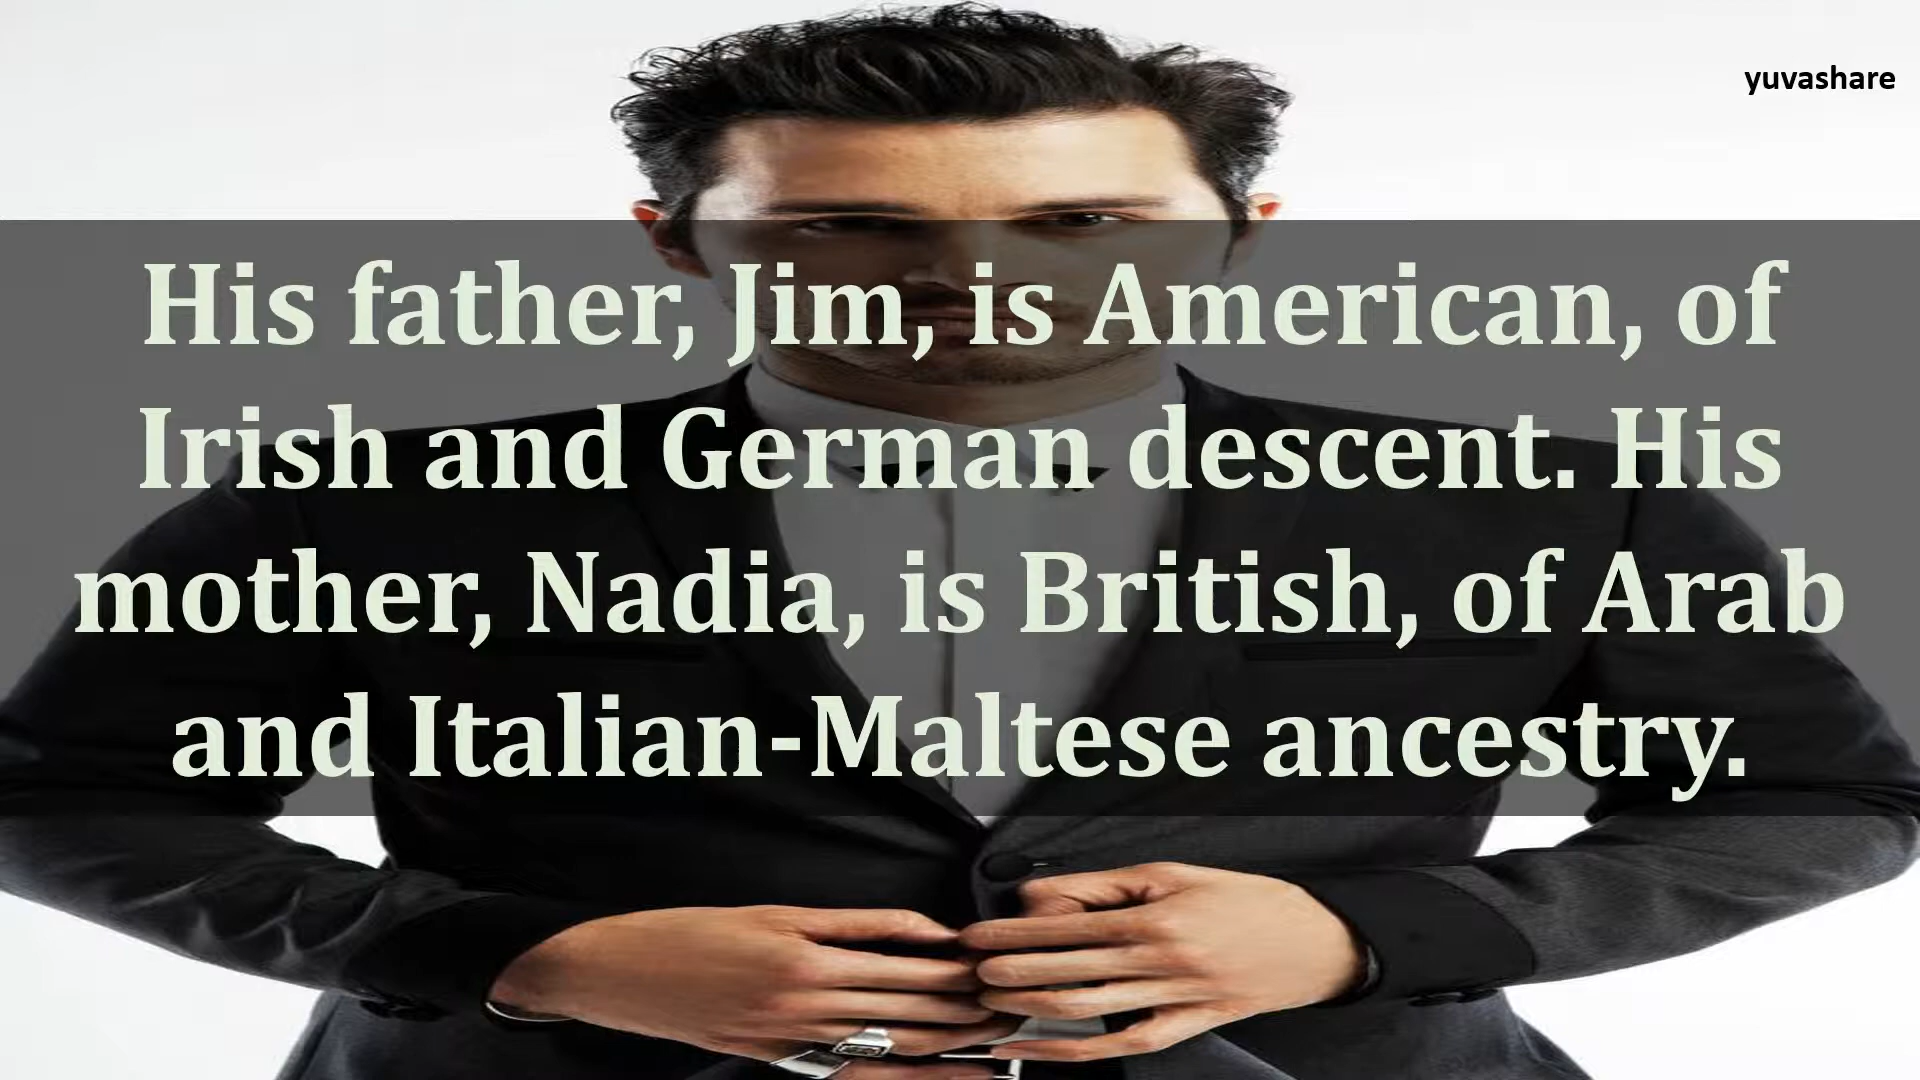 yuvashare
His father, Jim, is American, of
Irish and German descent. His
mother, Nadia, is British, of Arab
and Italian-Maltese ancestry.